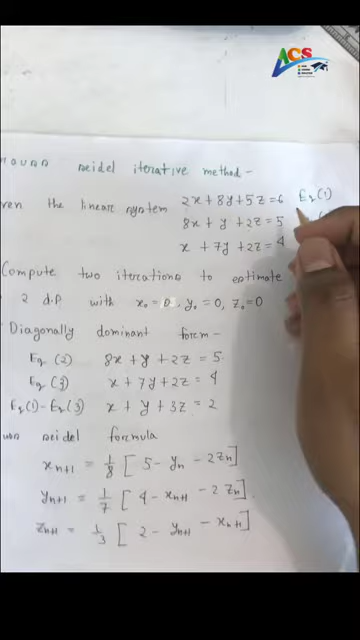 ACS
seidel iterative method -
the linear system 2x + 8y + 5z = 6 Eq (1)
8x + y + 2z = 5
x + 7y + 2z = 4
Compute two iterations to estimate
2 d.p with x₀ = 0, y₀ = 0, z₀ = 0
Diagonally dominant form -
Eq (2) 8x + y + 2z = 5
Eq (3) x + 7y + 2z = 4
Eq (1) - Eq (3) x + y + 3z = 2
seidel formula
xₙ₊₁ = 1/8 [ 5 - yₙ - 2zₙ]
yₙ₊₁ = 1/7 [ 4 - xₙ₊₁ - 2 zₙ]
zₙ₊₁ = 1/3 [ 2 - yₙ₊₁ - xₙ₊₁]